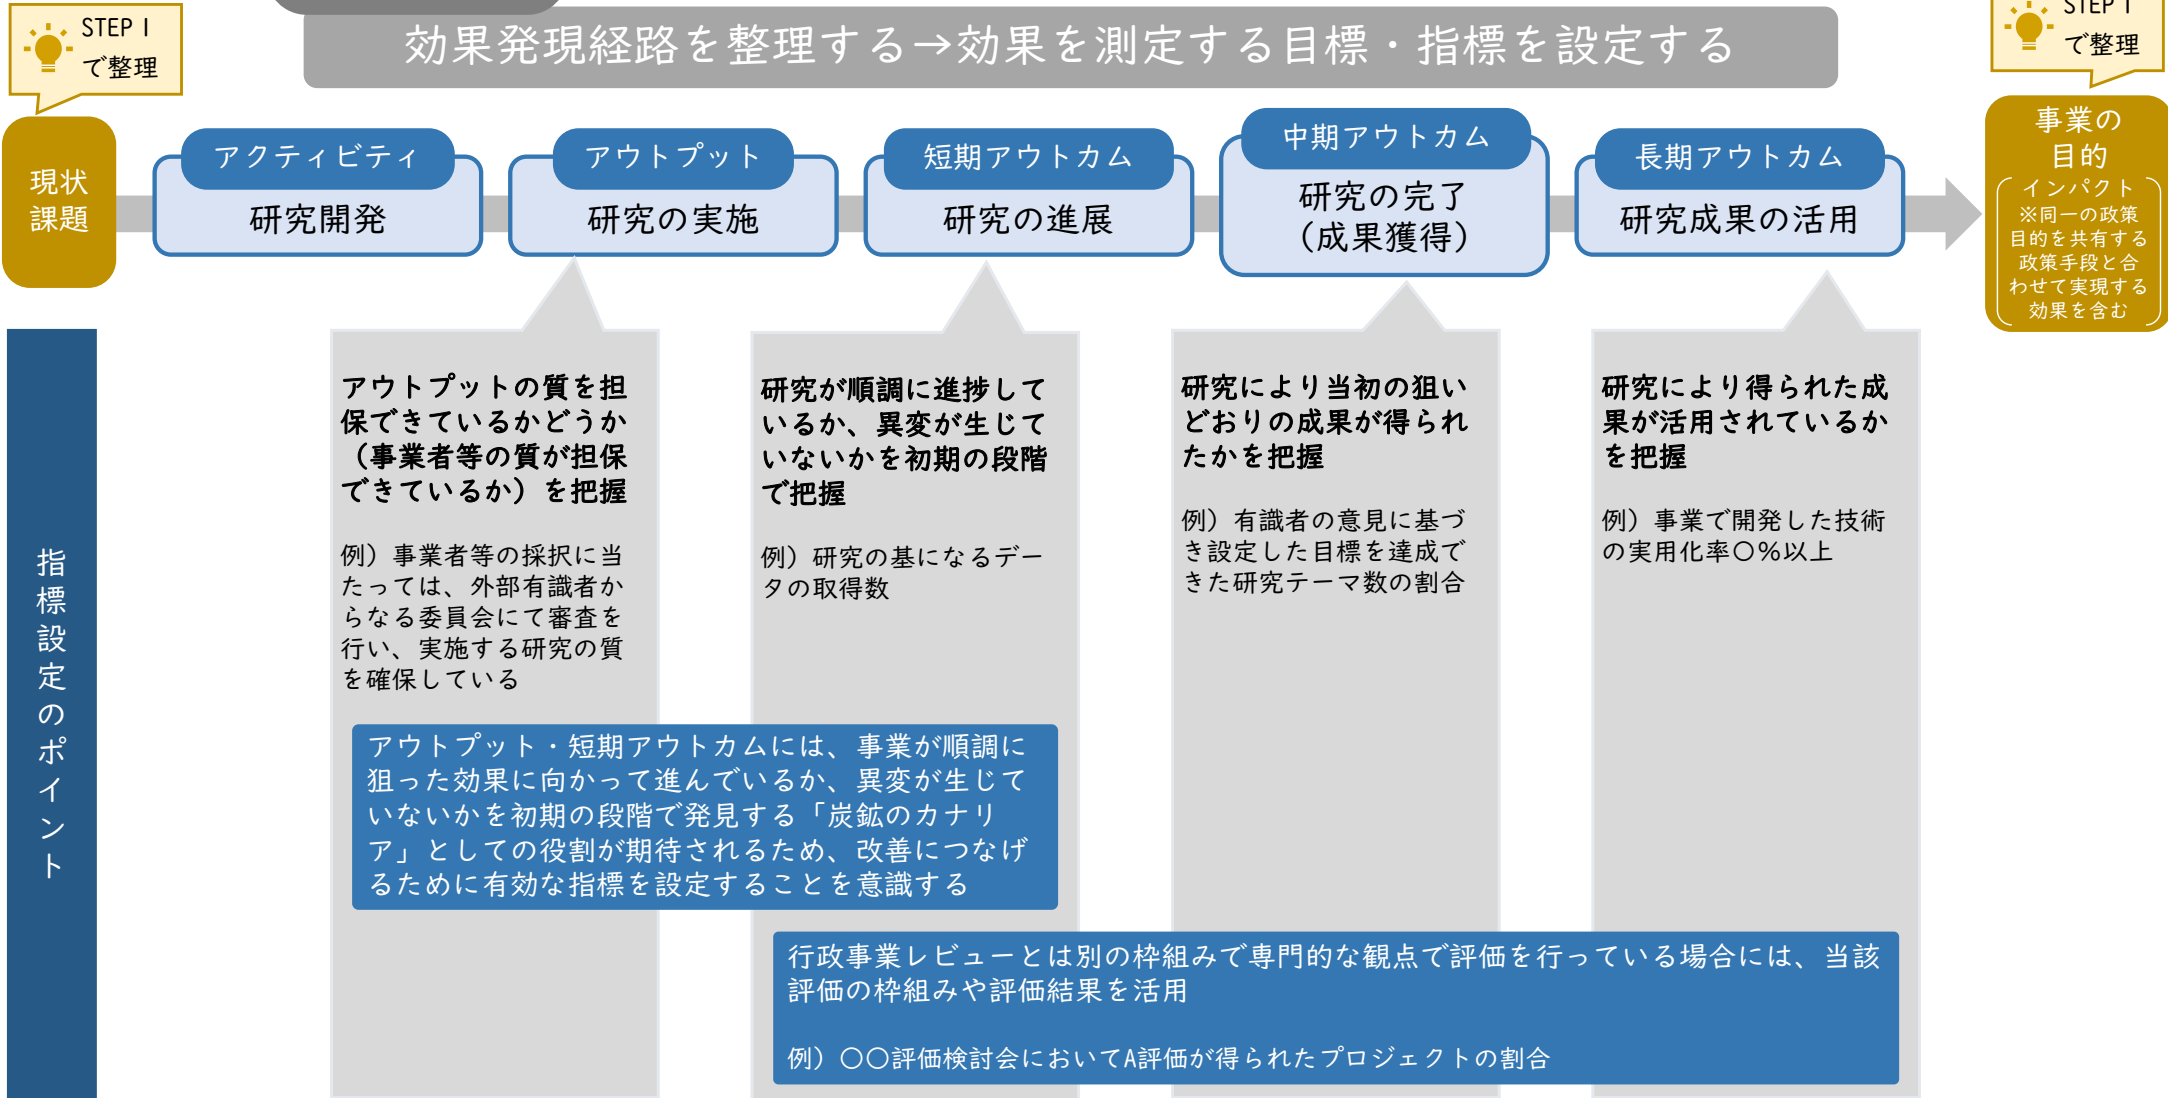 STEP 1
で整理
効果発現経路を整理する→効果を測定する目標・指標を設定する
STEP 1
で整理
現状
課題
アクティビティ
研究開発
アウトプット
研究の実施
短期アウトカム
研究の進展
中期アウトカム
研究の完了
（成果獲得）
長期アウトカム
研究成果の活用
事業の
目的
インパクト
※同一の政策
目的を共有する
政策手段と合
わせて実現する
効果を含む
指標設定のポイント
アウトプットの質を担
保できているかどうか
（事業者等の質が担保
できているか）を把握
例）事業者等の採択に当
たっては、外部有識者か
らなる委員会にて審査を
行い、実施する研究の質
を確保している
研究が順調に進捗して
いるか、異変が生じて
いないかを初期の段階
で把握
例）研究の基になるデー
タの取得数
研究により当初の狙い
どおりの成果が得られ
たかを把握
例）有識者の意見に基づ
き設定した目標を達成で
きた研究テーマ数の割合
研究により得られた成
果が活用されているか
を把握
例）事業で開発した技術
の実用化率〇％以上
アウトプット・短期アウトカムには、事業が順調に
狙った効果に向かって進んでいるか、異変が生じて
いないかを初期の段階で発見する「炭鉱のカナリ
ア」としての役割が期待されるため、改善につなげ
るために有効な指標を設定することを意識する
行政事業レビューとは別の枠組みで専門的な観点で評価を行っている場合には、当該
評価の枠組みや評価結果を活用
例）〇〇評価検討会においてA評価が得られたプロジェクトの割合